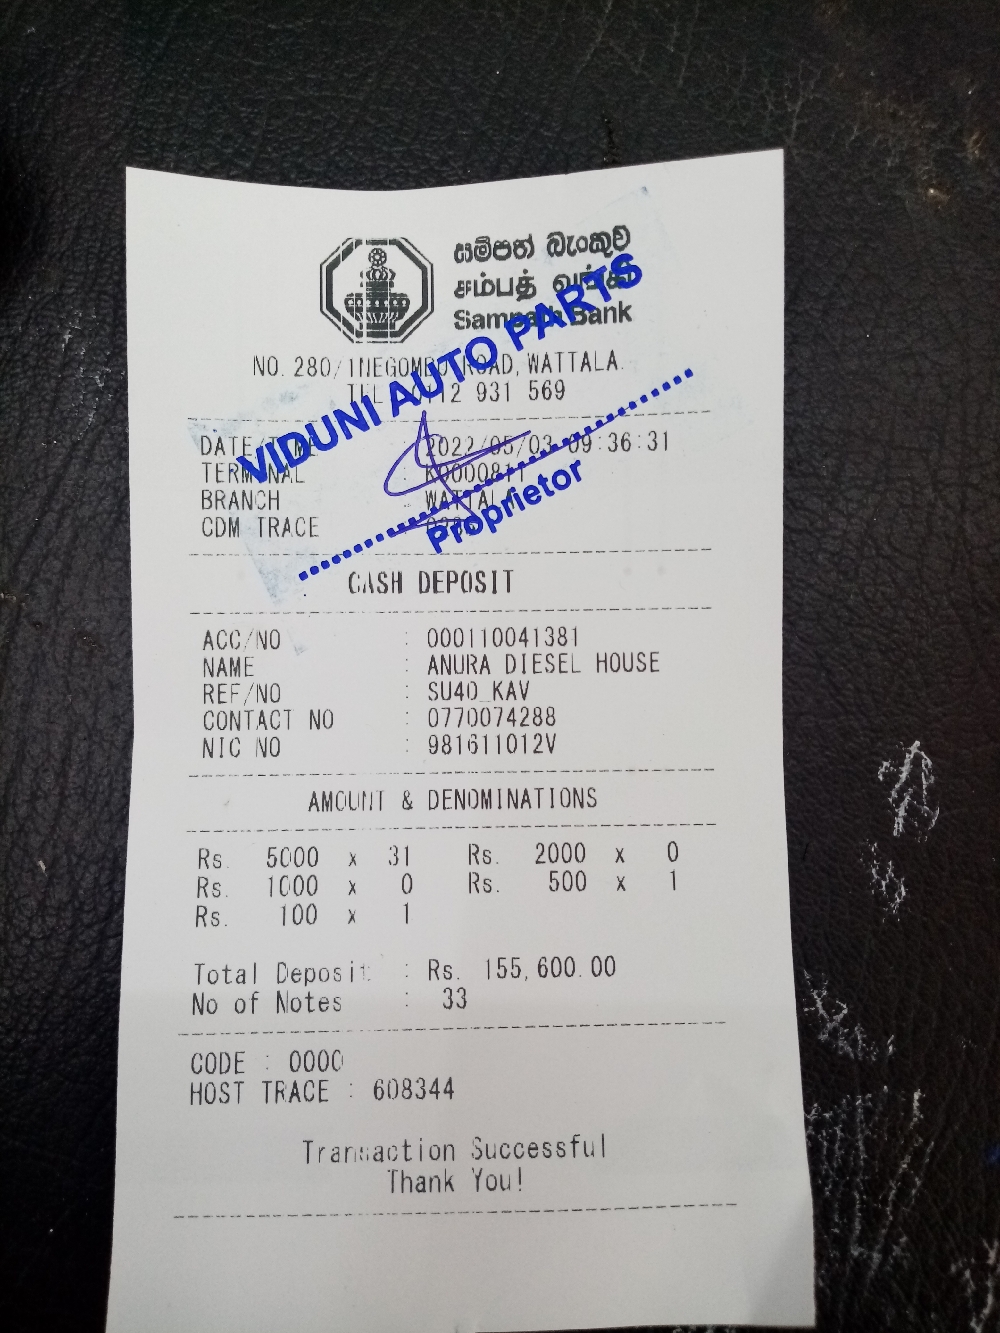 සම්පත් බැංකුව
சம்பத் வங்கி
Sampath Bank
VIDUNI AUTO PARTS
NO. 280/1NEGOMBO ROAD, WATTALA.
TEL : 0112 931 569
DATE/TIME : 2022/05/03 09:36:31
TERMINAL : K0000811
BRANCH : WATTALA
CDM TRACE :
Proprietor
CASH DEPOSIT
ACC/NO : 000110041381
NAME : ANURA DIESEL HOUSE
REF/NO : SU40_KAV
CONTACT NO : 0770074288
NIC NO : 981611012V
AMOUNT & DENOMINATIONS
Rs. 5000 x 31 Rs. 2000 x 0
Rs. 1000 x 0 Rs. 500 x 1
Rs. 100 x 1
Total Deposit : Rs. 155,600.00
No of Notes : 33
CODE : 0000
HOST TRACE : 608344
Transaction Successful
Thank You!